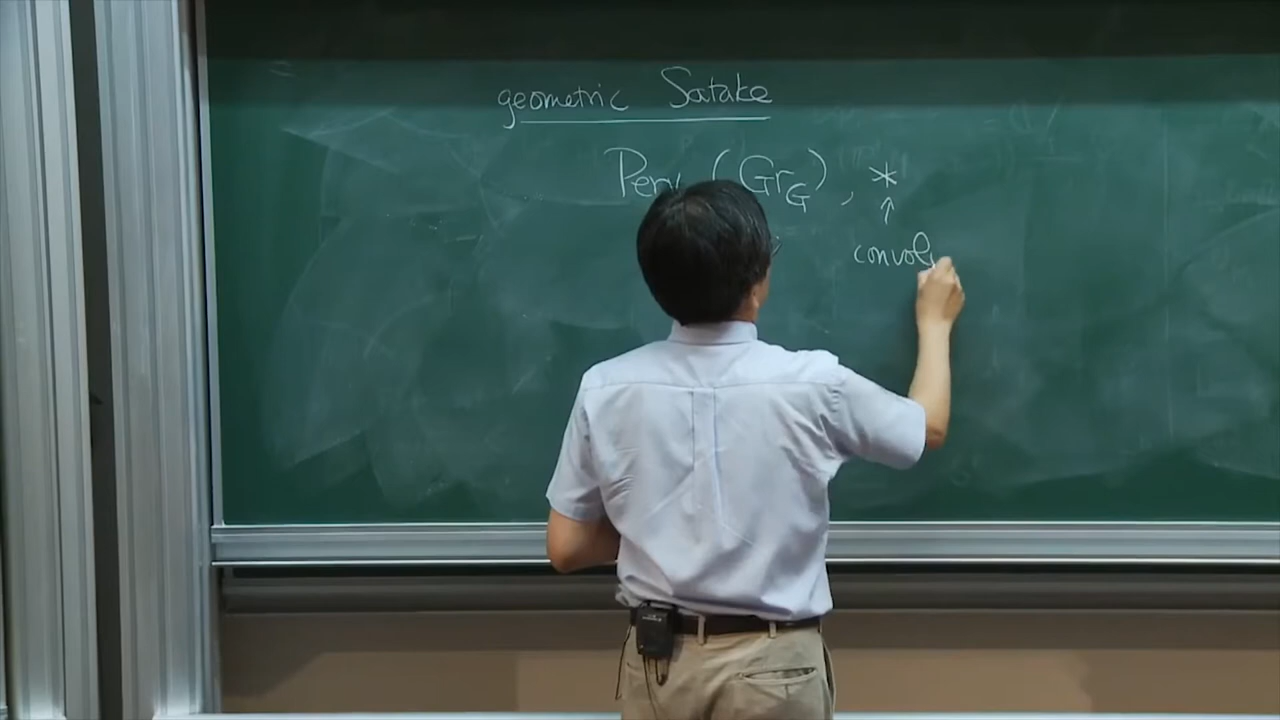 geometric Satake
Perv (Gr_G), *
↑
convol